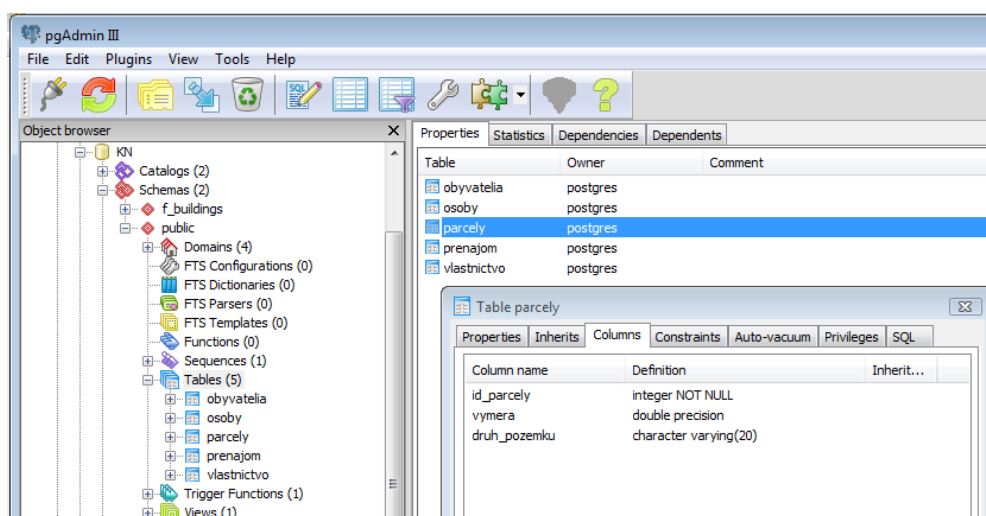 pgAdmin III
File Edit Plugins View Tools Help
SQL
Object browser
KN
Catalogs (2)
Schemas (2)
f_buildings
public
Domains (4)
FTS Configurations (0)
FTS Dictionaries (0)
FTS Parsers (0)
FTS Templates (0)
Functions (0)
Sequences (1)
Tables (5)
obyvatelia
osoby
parcely
prenajom
vlastnictvo
Trigger Functions (1)
Views (1)
Properties Statistics Dependencies Dependents
Table Owner Comment
obyvatelia postgres
osoby postgres
parcely postgres
prenajom postgres
vlastnictvo postgres
Table parcely
Properties Inherits Columns Constraints Auto-vacuum Privileges SQL
Column name Definition Inherit...
id_parcely integer NOT NULL
vymera double precision
druh_pozemku character varying(20)